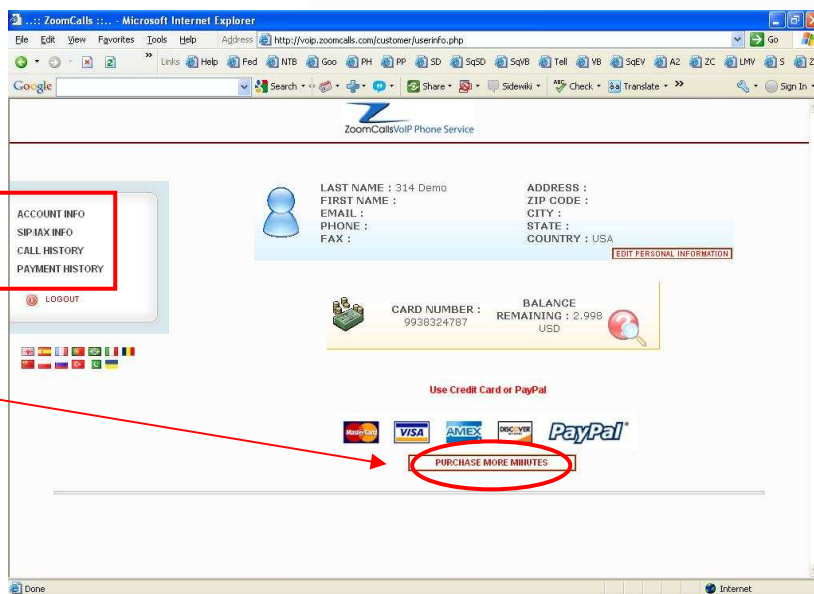 ..:: ZoomCalls ::.. - Microsoft Internet Explorer
File Edit View Favorites Tools Help Address http://voip.zoomcalls.com/customer/userinfo.php Go
Links Help Fed NTB Goo PH PP SD SqSD SqVB Tell VB SqEV A2 ZC LMV S
Google Search Share Sidewiki Check Translate Sign In
ZoomCalls VoIP Phone Service
ACCOUNT INFO
SIP/IAX INFO
CALL HISTORY
PAYMENT HISTORY
LOGOUT
LAST NAME : 314 Demo ADDRESS :
FIRST NAME : ZIP CODE :
EMAIL : CITY :
PHONE : STATE :
FAX : COUNTRY : USA
EDIT PERSONAL INFORMATION
CARD NUMBER :
9938324787
BALANCE
REMAINING : 2.998
USD
Use Credit Card or PayPal
MasterCard VISA AMEX DISCOVER PayPal
PURCHASE MORE MINUTES
Done Internet